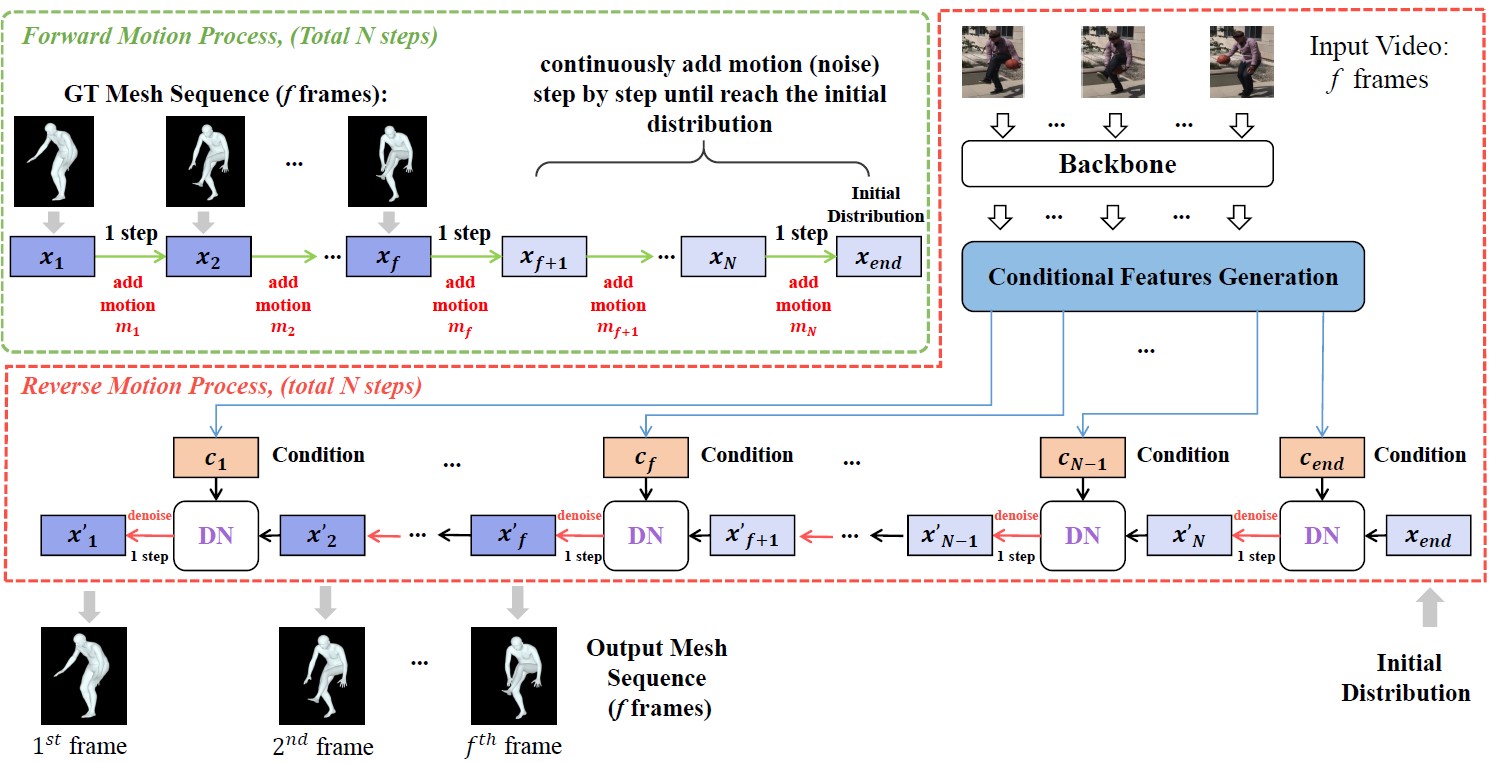 Forward Motion Process, (Total N steps)
GT Mesh Sequence (f frames):
continuously add motion (noise)
step by step until reach the initial
distribution
...
Initial
Distribution
x_1
1 step
add
motion
m_1
x_2
add
motion
m_2
...
x_f
1 step
add
motion
m_f
x_{f+1}
add
motion
m_{f+1}
...
x_N
1 step
add
motion
m_N
x_{end}
Input Video:
f frames
... ...
Backbone
... ...
Conditional Features Generation
...
Reverse Motion Process, (total N steps)
c_1
Condition
...
c_f
Condition
...
c_{N-1}
Condition
c_{end}
Condition
x'_1
denoise
1 step
DN
x'_2
...
x'_f
denoise
1 step
DN
x'_{f+1}
...
x'_{N-1}
denoise
1 step
DN
x'_N
denoise
1 step
DN
x_{end}
...
Output Mesh
Sequence
(f frames)
Initial
Distribution
1^{st} frame
2^{nd} frame
f^{th} frame